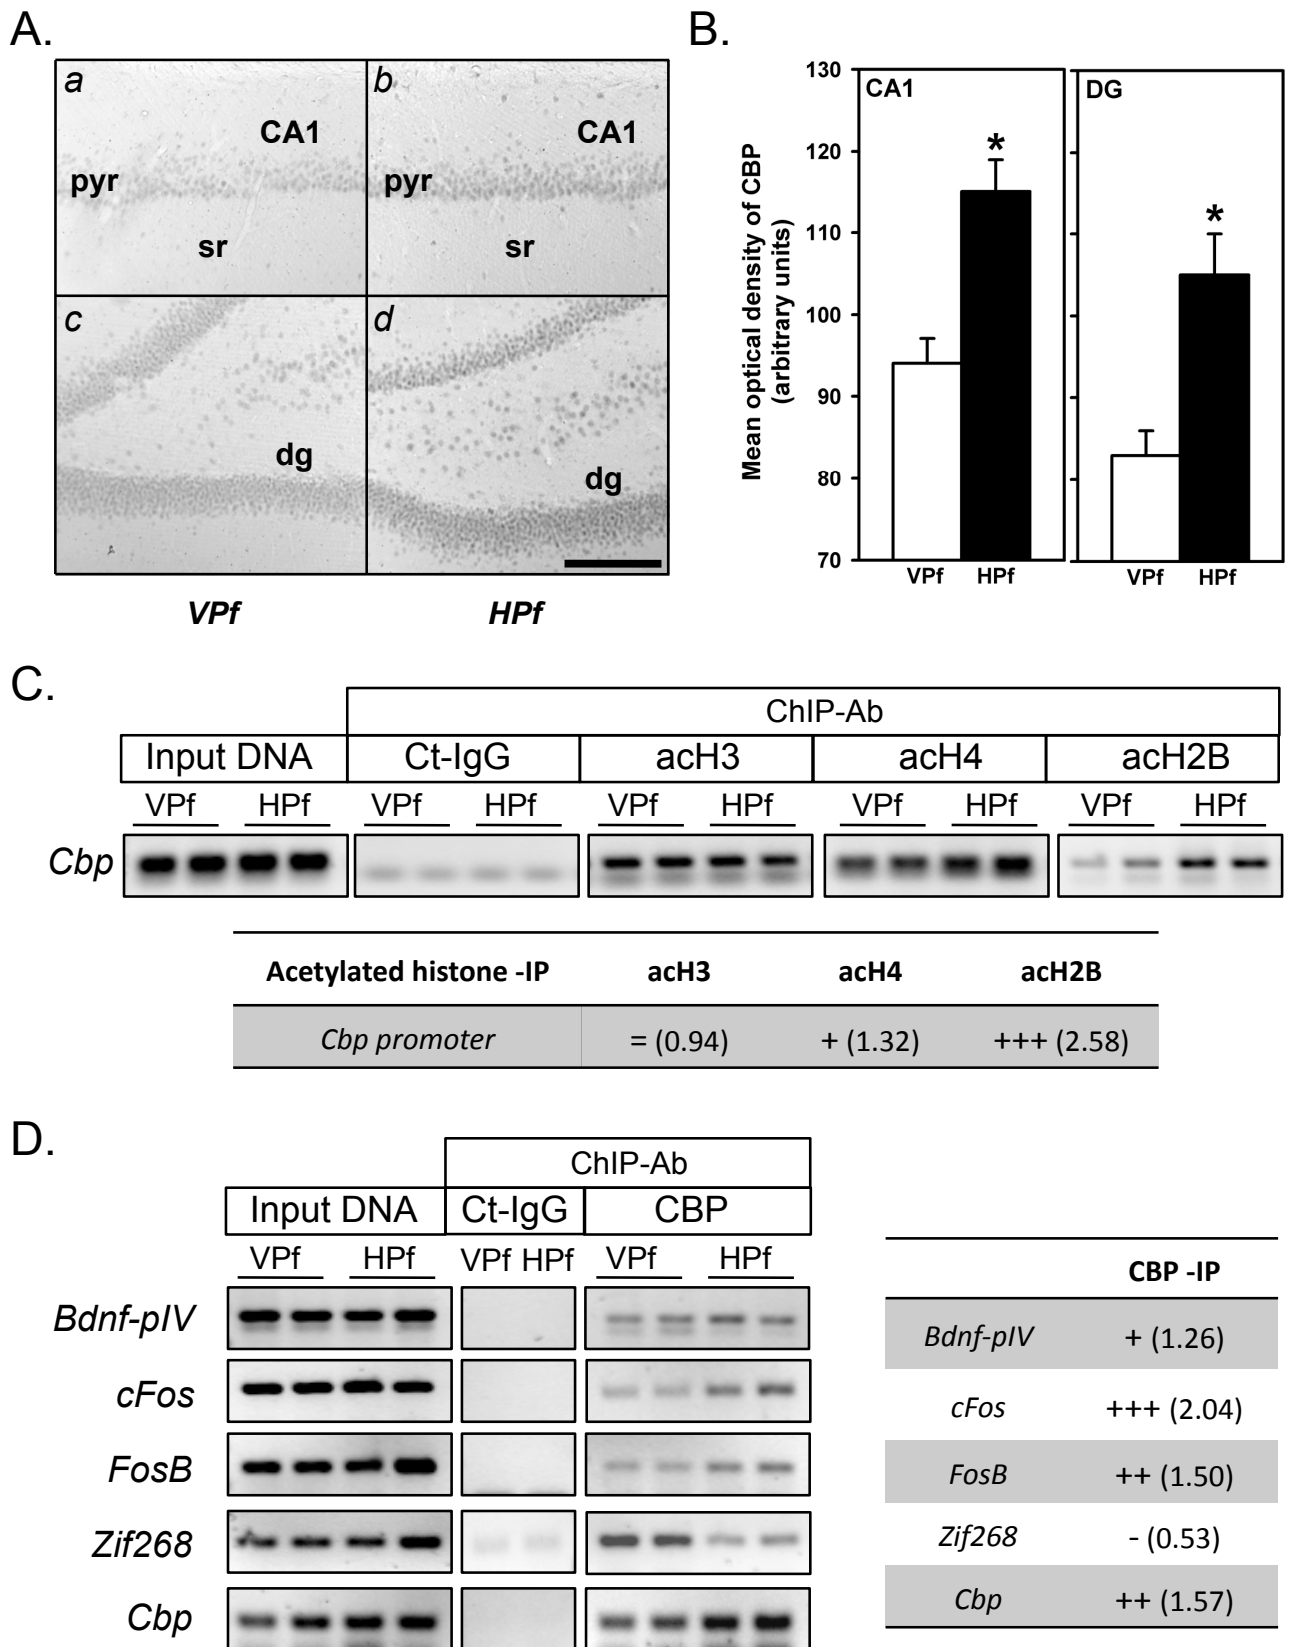 A.
a
b
CA1
CA1
pyr
pyr
sr
sr
c
d
dg
dg
VPf
HPf
B.
Mean optical density of CBP
(arbitrary units)
130
120
110
100
90
80
70
CA1
*
VPf
HPf
DG
*
VPf
HPf
C.
ChIP-Ab
Input DNA
Ct-IgG
acH3
acH4
acH2B
VPf
HPf
VPf
HPf
VPf
HPf
VPf
HPf
VPf
HPf
Cbp
Acetylated histone -IP
acH3
acH4
acH2B
Cbp promoter
= (0.94)
+ (1.32)
+++ (2.58)
D.
ChIP-Ab
Input DNA
Ct-IgG
CBP
VPf
HPf
VPf HPf
VPf
HPf
Bdnf-pIV
cFos
FosB
Zif268
Cbp
CBP -IP
Bdnf-pIV
+ (1.26)
cFos
+++ (2.04)
FosB
++ (1.50)
Zif268
- (0.53)
Cbp
++ (1.57)